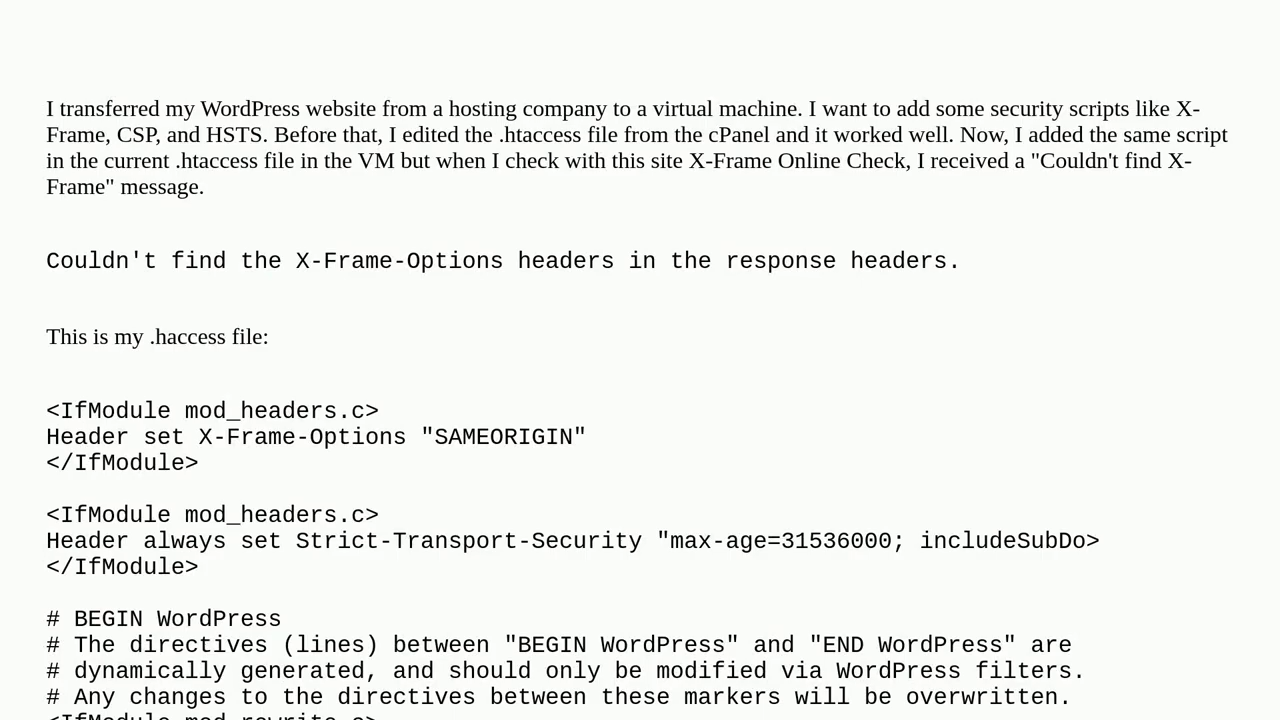 I transferred my WordPress website from a hosting company to a virtual machine. I want to add some security scripts like X-
Frame, CSP, and HSTS. Before that, I edited the .htaccess file from the cPanel and it worked well. Now, I added the same script
in the current .htaccess file in the VM but when I check with this site X-Frame Online Check, I received a "Couldn't find X-
Frame" message.
Couldn't find the X-Frame-Options headers in the response headers.
This is my .haccess file:
<IfModule mod_headers.c>
Header set X-Frame-Options "SAMEORIGIN"
</IfModule>
<IfModule mod_headers.c>
Header always set Strict-Transport-Security "max-age=31536000; includeSubDo>
</IfModule>
# BEGIN WordPress
# The directives (lines) between "BEGIN WordPress" and "END WordPress" are
# dynamically generated, and should only be modified via WordPress filters.
# Any changes to the directives between these markers will be overwritten.
<IfModule mod_rewrite.c>